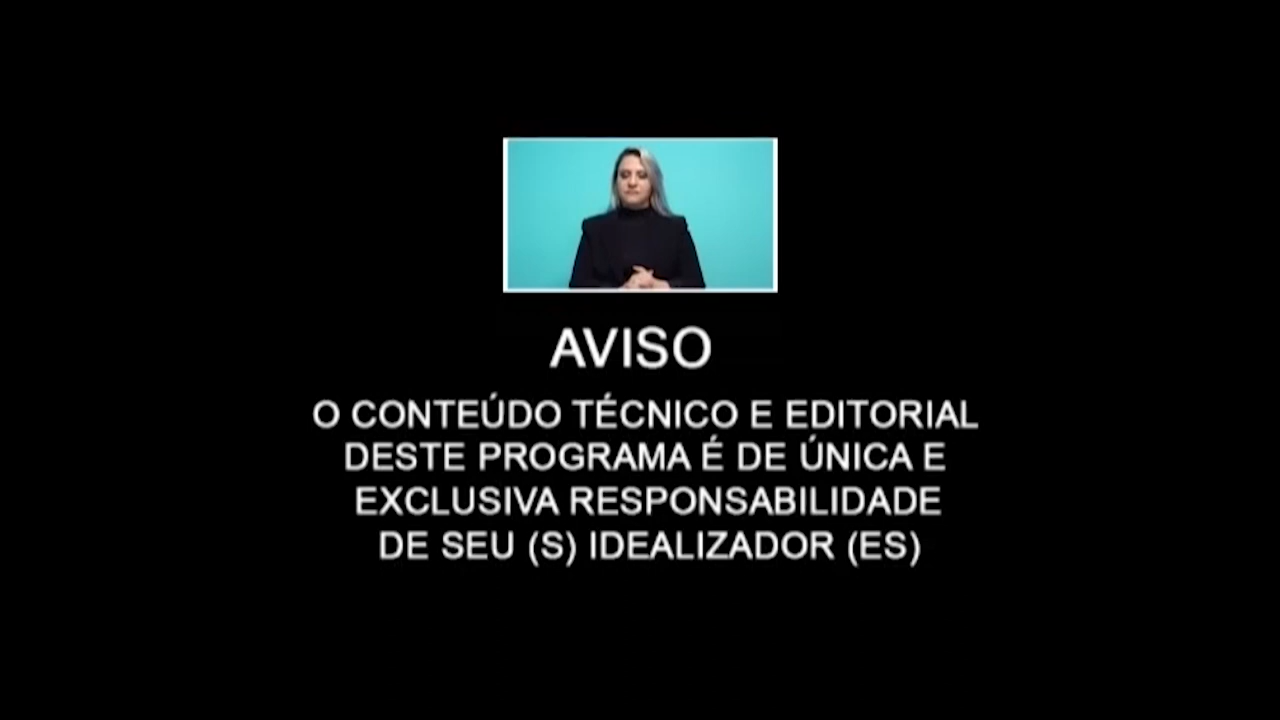 AVISO
O CONTEÚDO TÉCNICO E EDITORIAL
DESTE PROGRAMA É DE ÚNICA E
EXCLUSIVA RESPONSABILIDADE
DE SEU (S) IDEALIZADOR (ES)